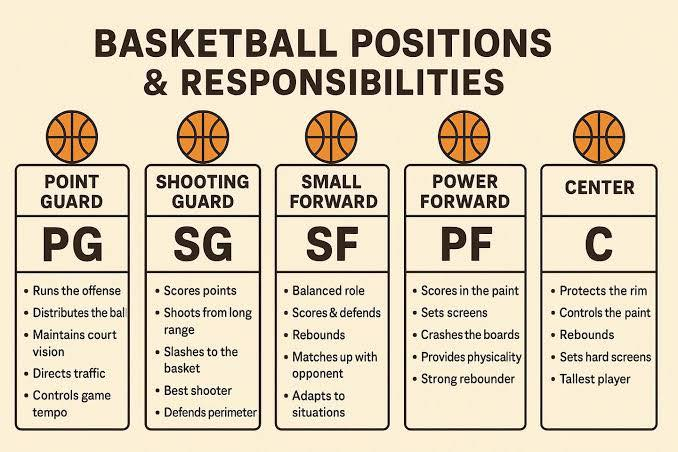 BASKETBALL POSITIONS
& RESPONSIBILITIES
POINT
GUARD
PG
• Runs the offense
• Distributes the ball
• Maintains court
vision
• Directs traffic
• Controls game
tempo
SHOOTING
GUARD
SG
• Scores points
• Shoots from long
range
• Slashes to the
basket
• Best shooter
• Defends perimeter
SMALL
FORWARD
SF
• Balanced role
• Scores & defends
• Rebounds
• Matches up with
opponent
• Adapts to
situations
POWER
FORWARD
PF
• Scores in the paint
• Sets screens
• Crashes the boards
• Provides physicality
• Strong rebounder
CENTER
C
• Protects the rim
• Controls the paint
• Rebounds
• Sets hard screens
• Tallest player